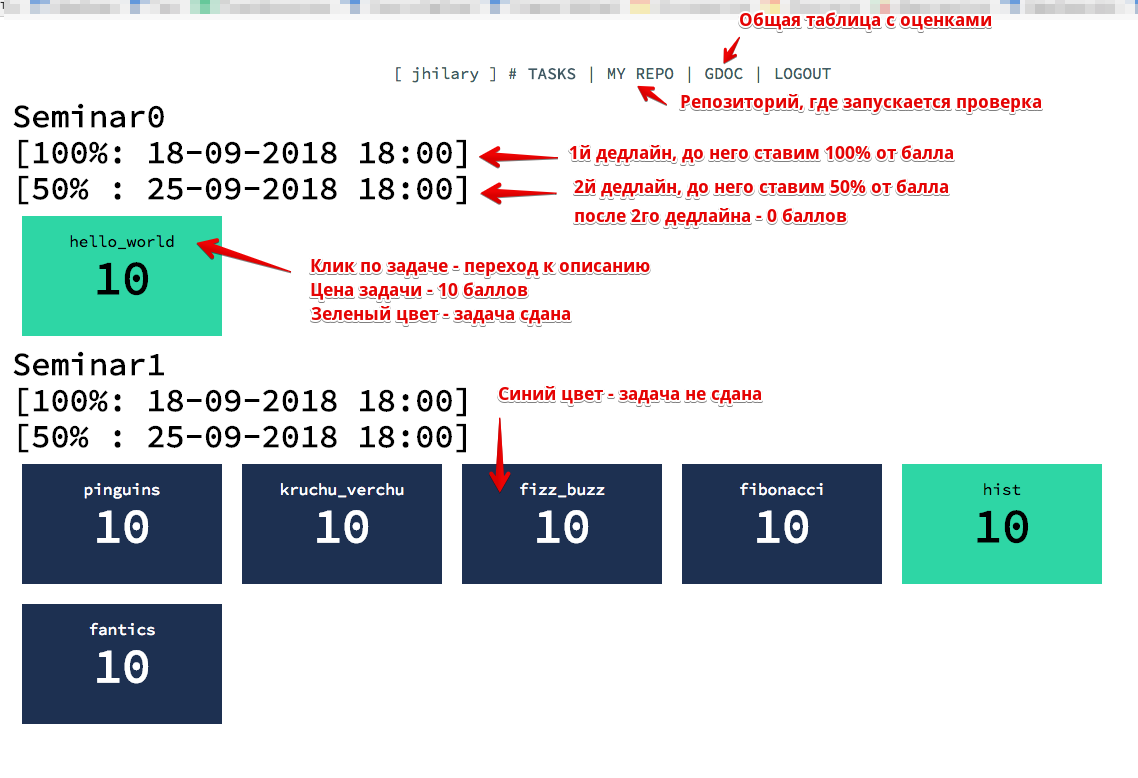 Общая таблица с оценками
[ jhilary ] # TASKS | MY REPO | GDOC | LOGOUT
Репозиторий, где запускается проверка
Seminar0
[100%: 18-09-2018 18:00]
1й дедлайн, до него ставим 100% от балла
[50% : 25-09-2018 18:00]
2й дедлайн, до него ставим 50% от балла
после 2го дедлайна - 0 баллов
hello_world
10
Клик по задаче - переход к описанию
Цена задачи - 10 баллов
Зеленый цвет - задача сдана
Seminar1
[100%: 18-09-2018 18:00]
[50% : 25-09-2018 18:00]
Синий цвет - задача не сдана
pinguins
10
kruchu_verchu
10
fizz_buzz
10
fibonacci
10
hist
10
fantics
10